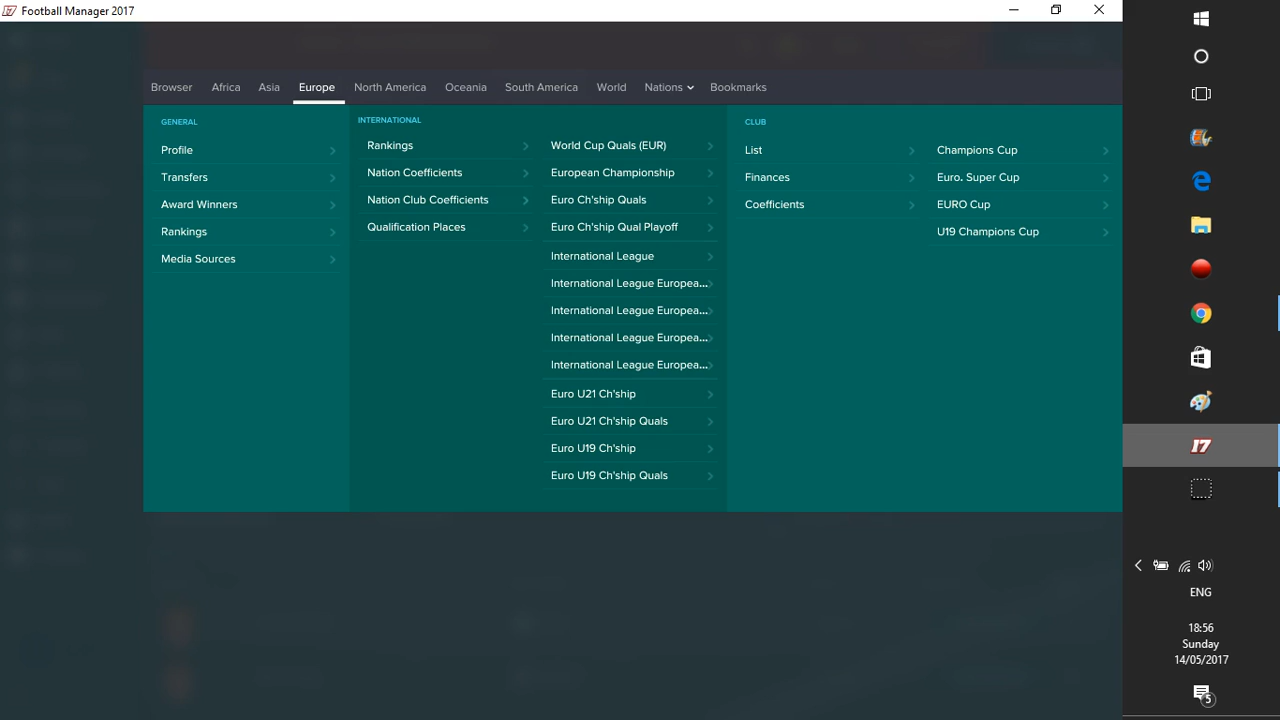 17 Football Manager 2017
Browser Africa Asia Europe North America Oceania South America World Nations Bookmarks
GENERAL
Profile
Transfers
Award Winners
Rankings
Media Sources
INTERNATIONAL
Rankings
Nation Coefficients
Nation Club Coefficients
Qualification Places
World Cup Quals (EUR)
European Championship
Euro Ch'ship Quals
Euro Ch'ship Qual Playoff
International League
International League Europea...
International League Europea...
International League Europea...
International League Europea...
Euro U21 Ch'ship
Euro U21 Ch'ship Quals
Euro U19 Ch'ship
Euro U19 Ch'ship Quals
CLUB
List
Finances
Coefficients
Champions Cup
Euro. Super Cup
EURO Cup
U19 Champions Cup
17
ENG
18:56
Sunday
14/05/2017
5